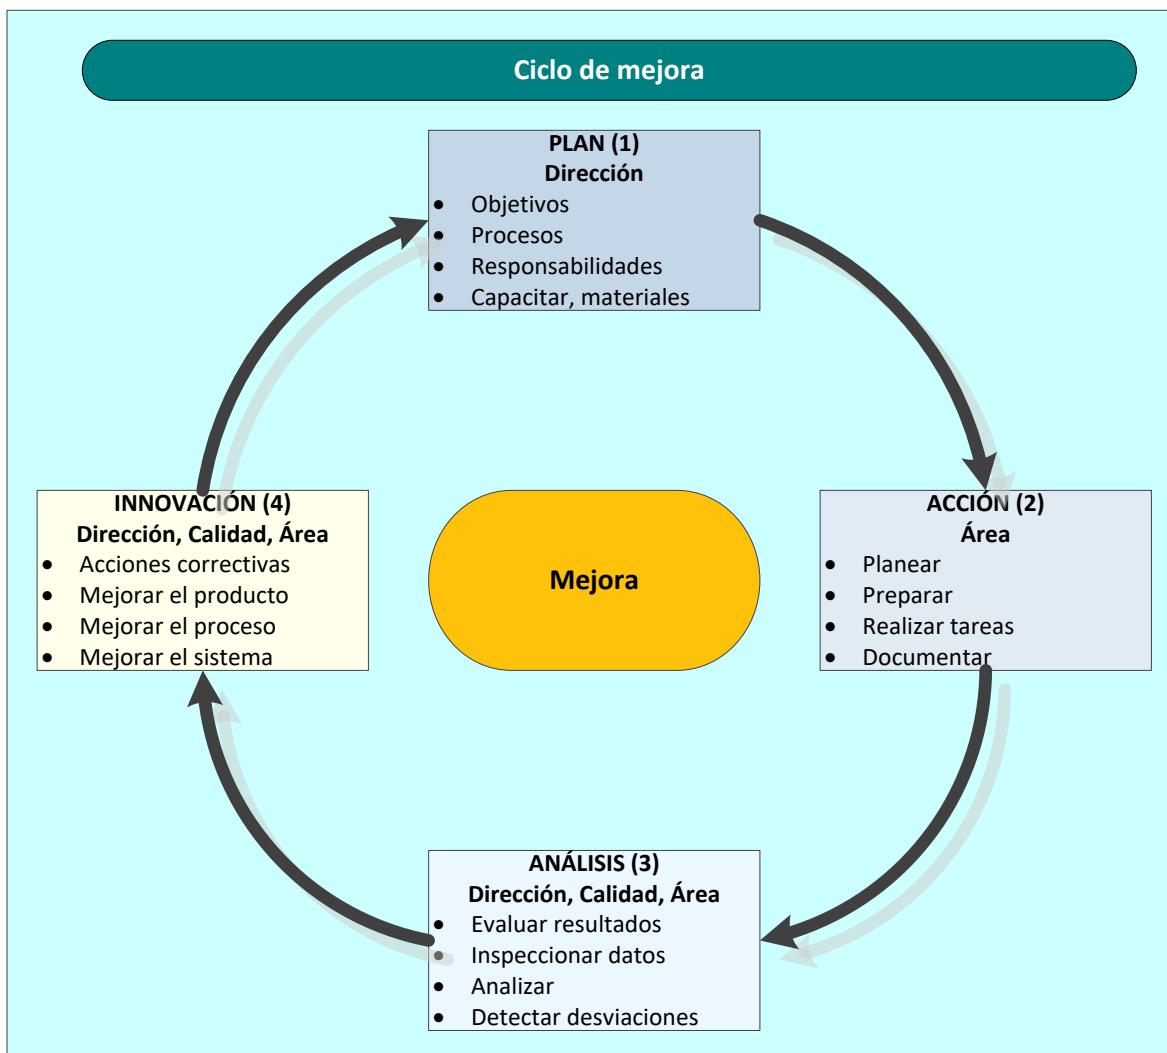 Ciclo de mejora
PLAN (1)
Dirección
• Objetivos
• Procesos
• Responsabilidades
• Capacitar, materiales
ACCIÓN (2)
Área
• Planear
• Preparar
• Realizar tareas
• Documentar
ANÁLISIS (3)
Dirección, Calidad, Área
• Evaluar resultados
• Inspeccionar datos
• Analizar
• Detectar desviaciones
INNOVACIÓN (4)
Dirección, Calidad, Área
• Acciones correctivas
• Mejorar el producto
• Mejorar el proceso
• Mejorar el sistema
Mejora